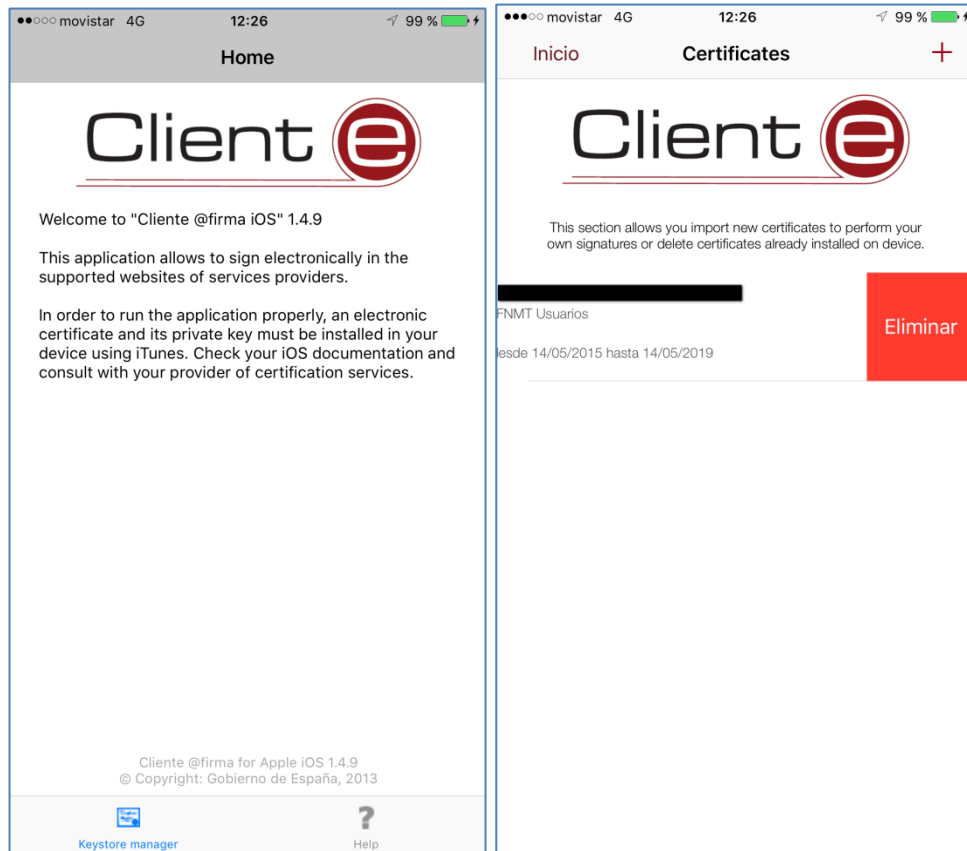 movistar 4G 12:26 99 %
Home
Client e
Welcome to "Cliente @firma iOS" 1.4.9
This application allows to sign electronically in the
supported websites of services providers.
In order to run the application properly, an electronic
certificate and its private key must be installed in your
device using iTunes. Check your iOS documentation and
consult with your provider of certification services.
Cliente @firma for Apple iOS 1.4.9
© Copyright: Gobierno de España, 2013
Keystore manager
? Help
movistar 4G 12:26 99 %
Inicio Certificates +
Client e
This section allows you import new certificates to perform your
own signatures or delete certificates already installed on device.
FNMT Usuarios
Eliminar
esde 14/05/2015 hasta 14/05/2019